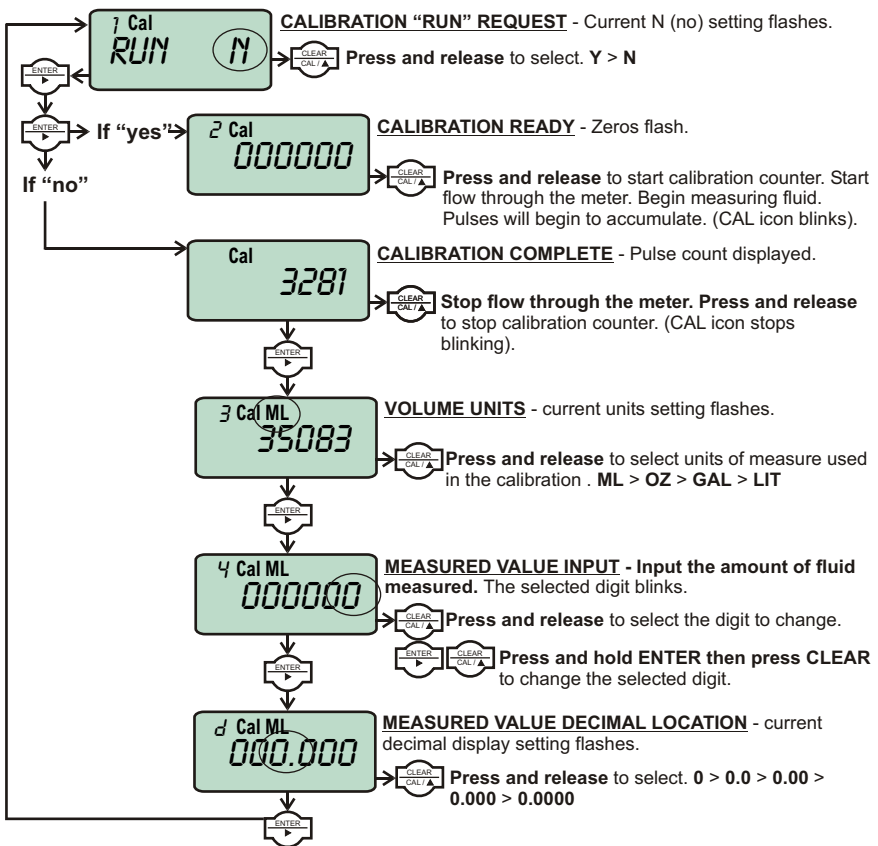 1 Cal
RUN N
CALIBRATION “RUN” REQUEST - Current N (no) setting flashes.
CLEAR
CAL / ▲
Press and release to select. Y > N
ENTER
ENTER
If “yes”
If “no”
2 Cal
000000
CALIBRATION READY - Zeros flash.
CLEAR
CAL / ▲
Press and release to start calibration counter. Start
flow through the meter. Begin measuring fluid.
Pulses will begin to accumulate. (CAL icon blinks).
Cal
3281
CALIBRATION COMPLETE - Pulse count displayed.
CLEAR
CAL / ▲
Stop flow through the meter. Press and release
to stop calibration counter. (CAL icon stops
blinking).
ENTER
3 Cal ML
35083
VOLUME UNITS - current units setting flashes.
CLEAR
CAL / ▲
Press and release to select units of measure used
in the calibration . ML > OZ > GAL > LIT
ENTER
4 Cal ML
000000
MEASURED VALUE INPUT - Input the amount of fluid
measured. The selected digit blinks.
CLEAR
CAL / ▲
Press and release to select the digit to change.
ENTER
CLEAR
CAL / ▲
Press and hold ENTER then press CLEAR
to change the selected digit.
ENTER
d Cal ML
000.000
MEASURED VALUE DECIMAL LOCATION - current
decimal display setting flashes.
CLEAR
CAL / ▲
Press and release to select. 0 > 0.0 > 0.00 >
0.000 > 0.0000
ENTER